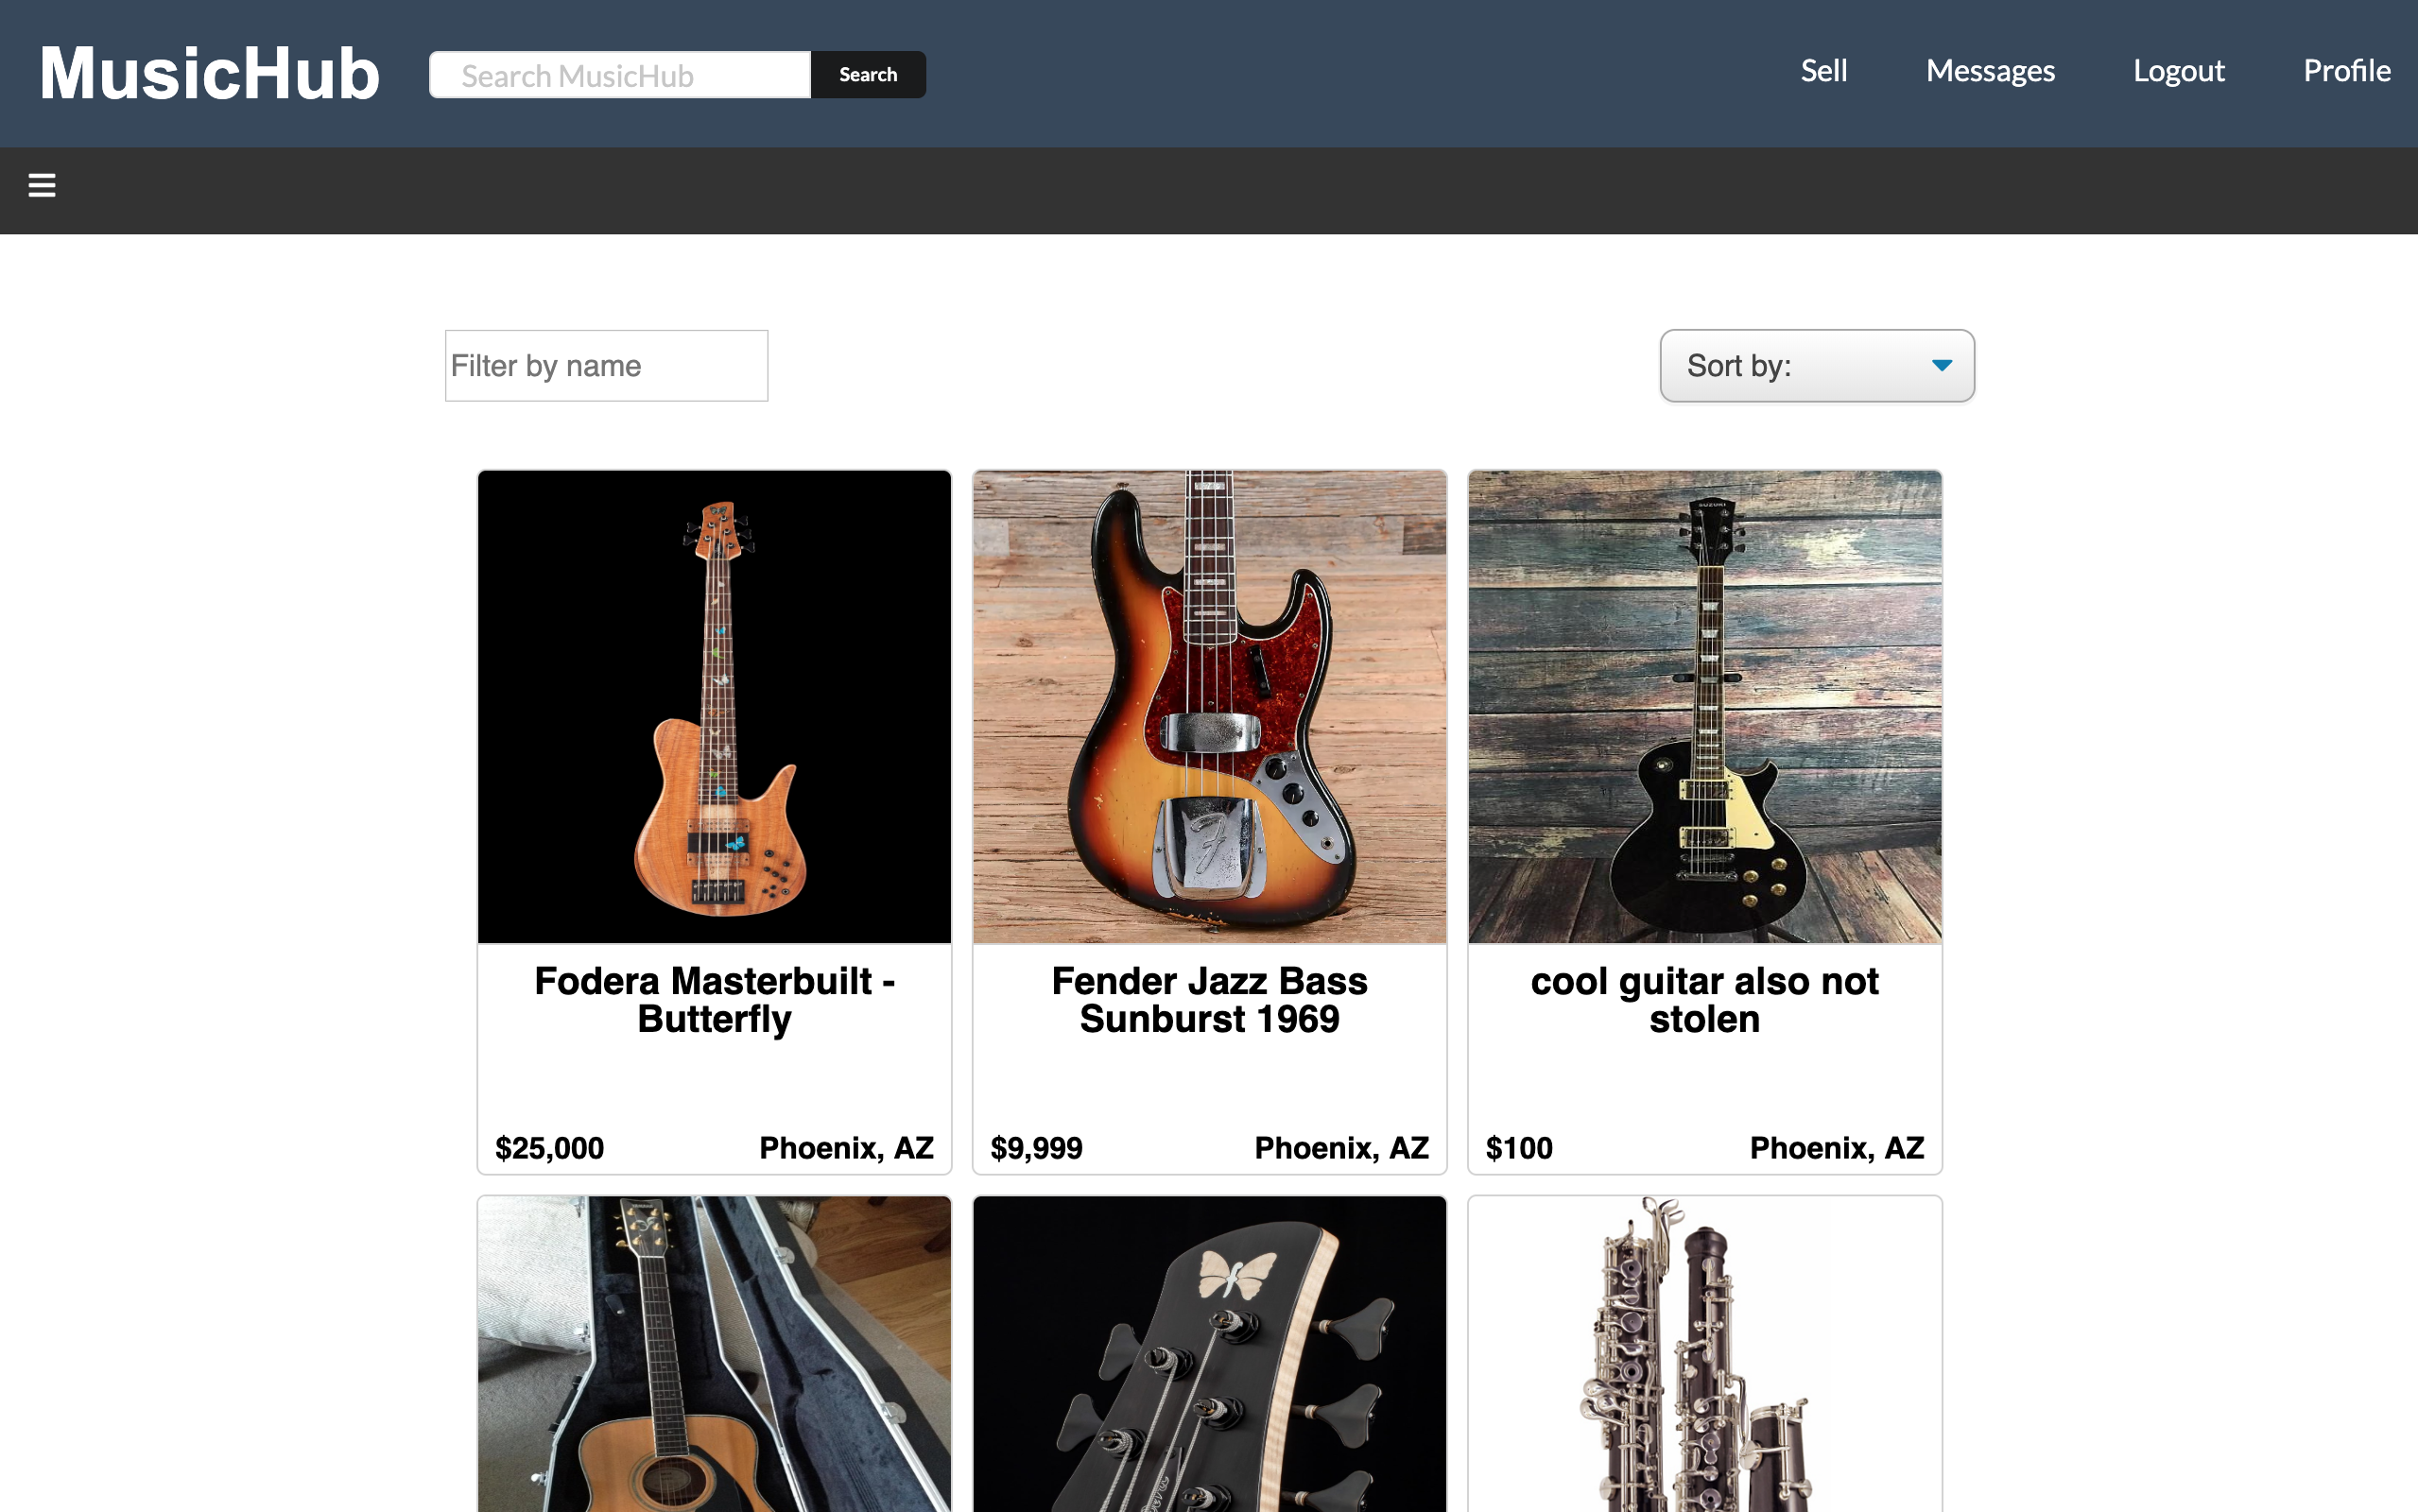 MusicHub
Search MusicHub
Search
Sell
Messages
Logout
Profile
Filter by name
Sort by:
SUZUKI
Fodera Masterbuilt -
Butterfly
Fender Jazz Bass
Sunburst 1969
cool guitar also not
stolen
$25,000
Phoenix, AZ
$9,999
Phoenix, AZ
$100
Phoenix, AZ